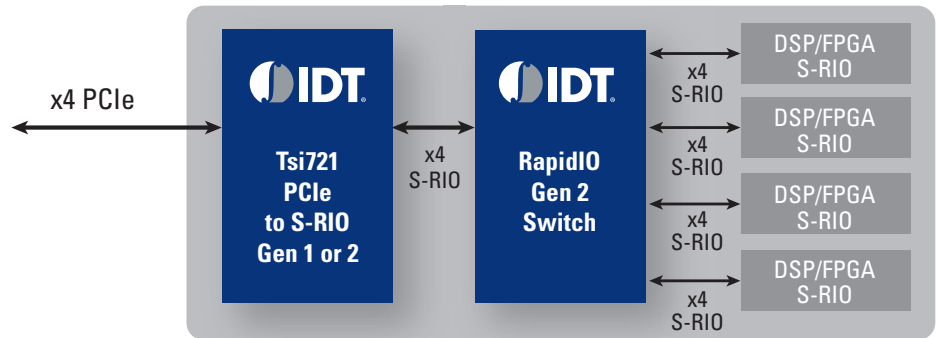 x4 PCIe
IDT
Tsi721
PCIe
to S-RIO
Gen 1 or 2
x4
S-RIO
IDT
RapidIO
Gen 2
Switch
x4
S-RIO
DSP/FPGA
S-RIO
x4
S-RIO
DSP/FPGA
S-RIO
x4
S-RIO
DSP/FPGA
S-RIO
x4
S-RIO
DSP/FPGA
S-RIO